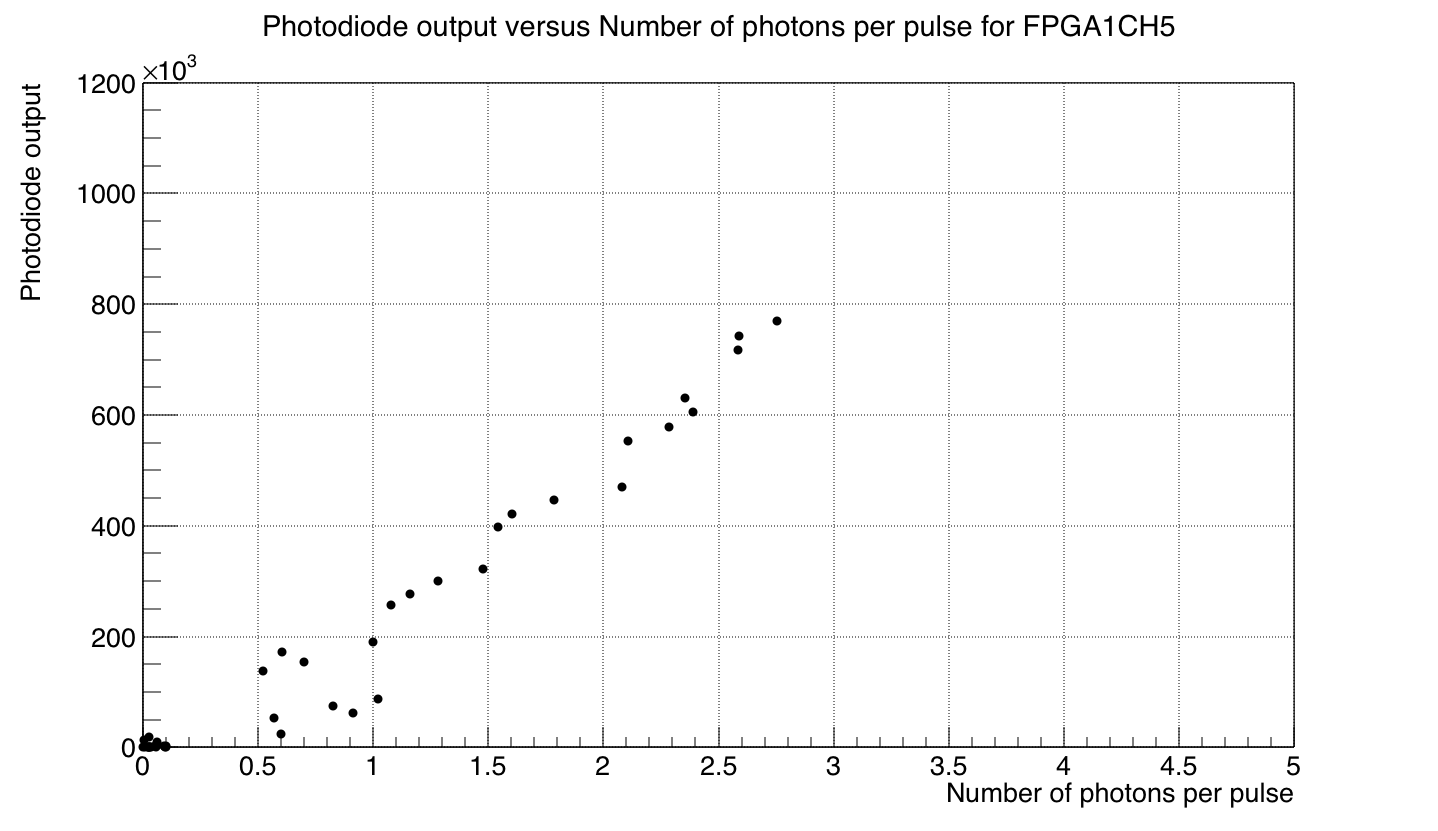 Photodiode output versus Number of photons per pulse for FPGA1CH5
×10³
Photodiode output
1200
1000
800
600
400
200
0
0 0.5 1 1.5 2 2.5 3 3.5 4 4.5 5
Number of photons per pulse